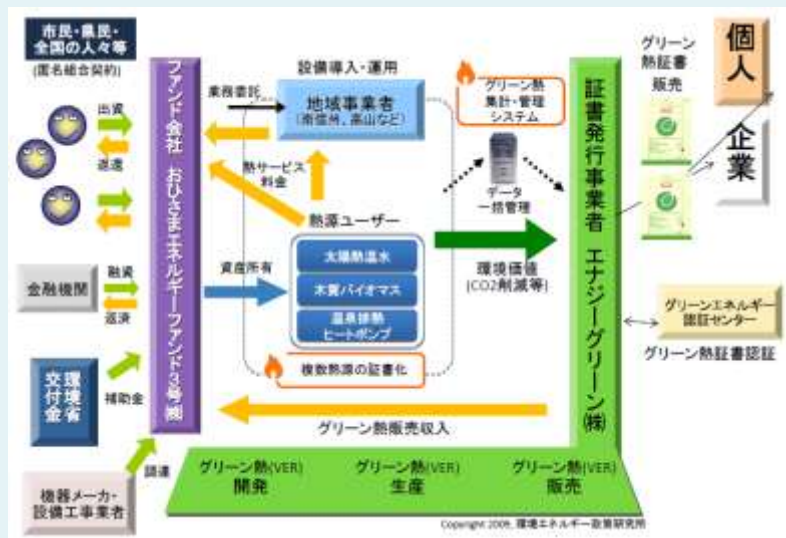 市民・県民・
全国の人々等
(匿名組合契約)
出資
返還
金融機関
融資
返済
環境省
交付金
補助金
機器メーカ・
設備工事業者
調達
ファンド会社 おひさまエネルギーファンド3号㈱
設備導入・運用
業務委託
地域事業者
(南信州、高山など)
熱サービス
料金
熱源ユーザー
資産所有
太陽熱温水
木質バイオマス
温泉排熱
ヒートポンプ
複数熱源の証書化
グリーン熱
集計・管理
システム
データ
一括管理
環境価値
(CO2削減等)
グリーン熱販売収入
証書発行事業者 エナジーグリーン㈱
グリーン
熱証書
販売
個人
企業
グリーンエネルギー
認証センター
グリーン熱証書認証
グリーン熱(VER)
開発
グリーン熱(VER)
生産
グリーン熱(VER)
販売
Copyright 2009, 環境エネルギー政策研究所